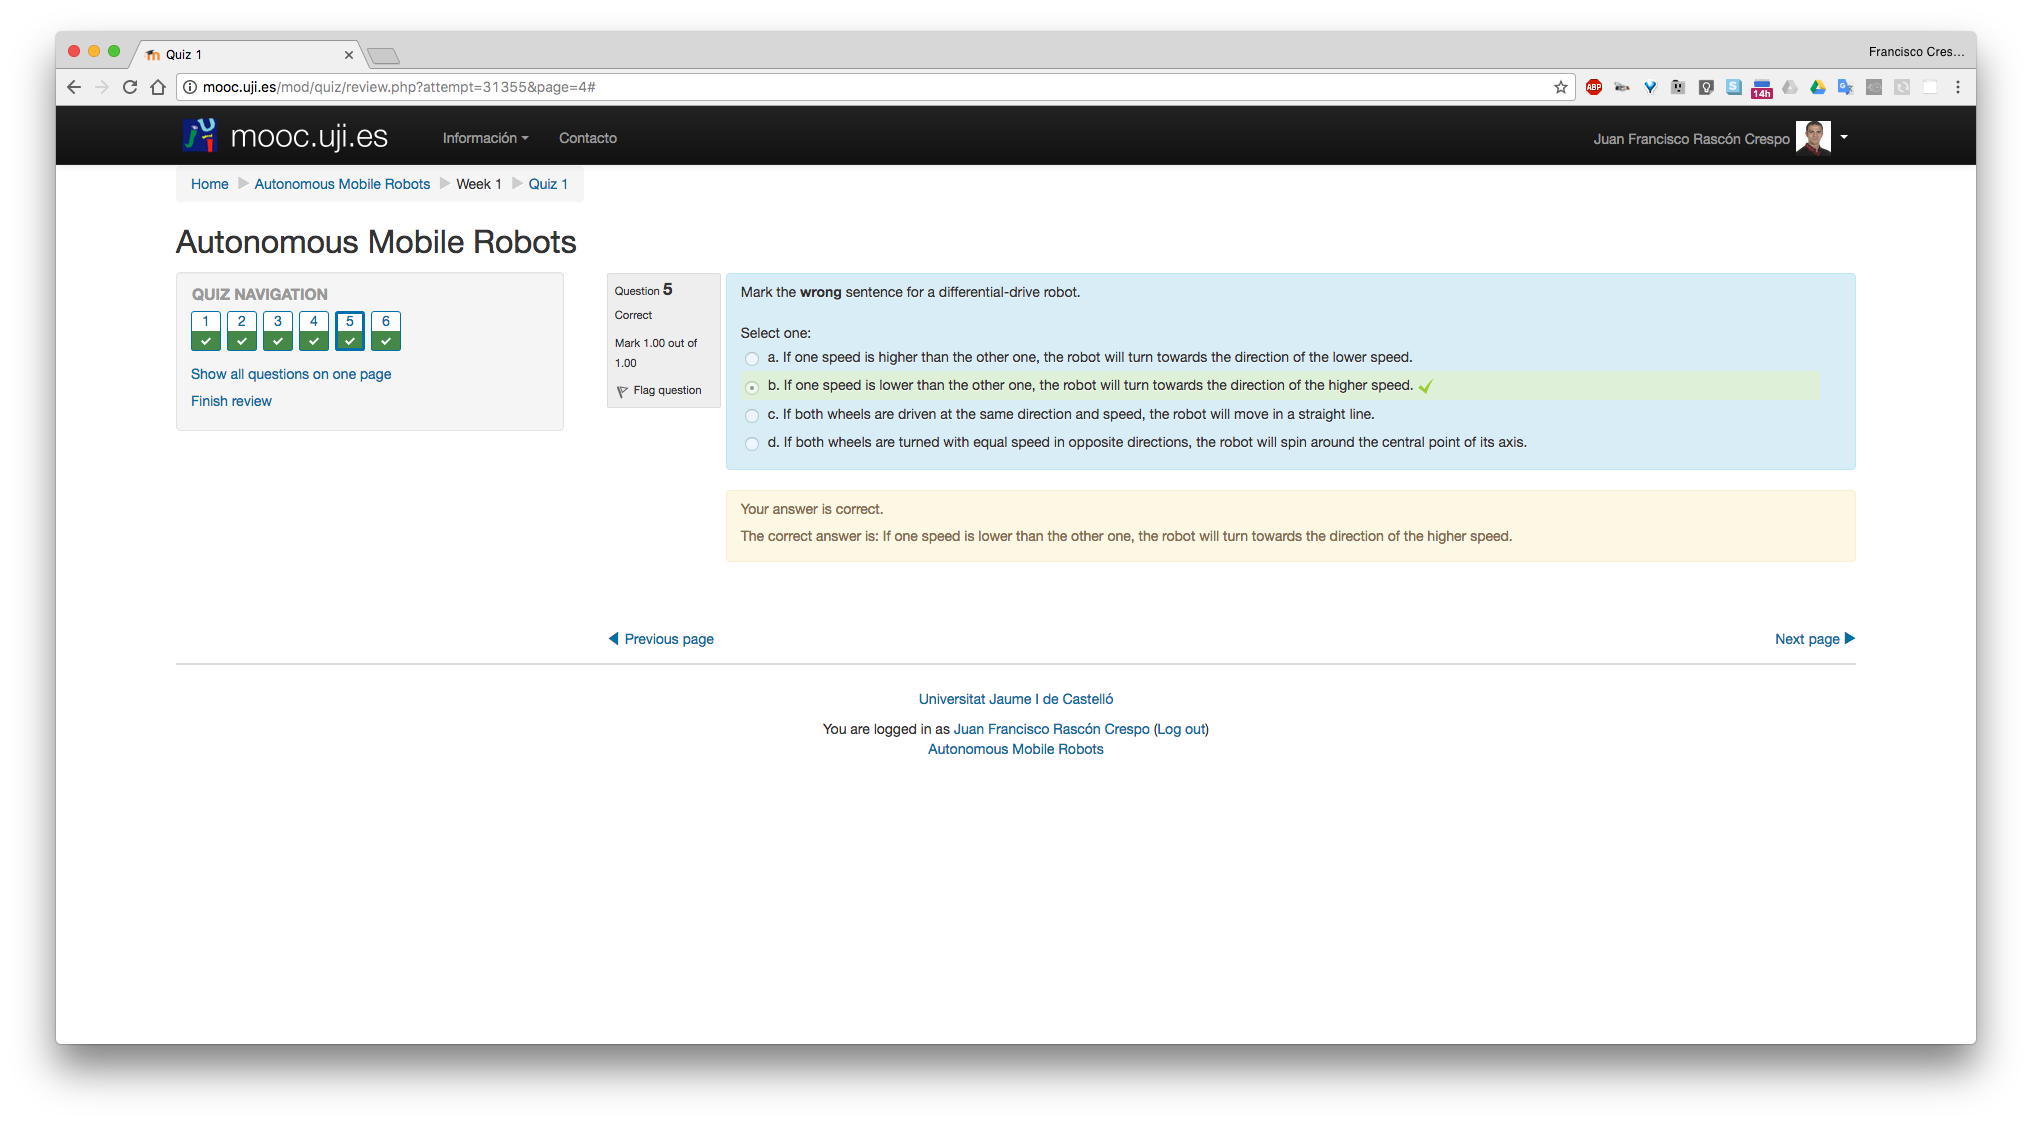 Quiz 1
Francisco Cres...
mooc.uji.es/mod/quiz/review.php?attempt=31355&page=4#
ABP
S
14h
mooc.uji.es
Información
Contacto
Juan Francisco Rascón Crespo
Home Autonomous Mobile Robots Week 1 Quiz 1
Autonomous Mobile Robots
QUIZ NAVIGATION
1 2 3 4 5 6
Show all questions on one page
Finish review
Question 5
Correct
Mark 1.00 out of
1.00
Flag question
Mark the wrong sentence for a differential-drive robot.
Select one:
a. If one speed is higher than the other one, the robot will turn towards the direction of the lower speed.
b. If one speed is lower than the other one, the robot will turn towards the direction of the higher speed.
c. If both wheels are driven at the same direction and speed, the robot will move in a straight line.
d. If both wheels are turned with equal speed in opposite directions, the robot will spin around the central point of its axis.
Your answer is correct.
The correct answer is: If one speed is lower than the other one, the robot will turn towards the direction of the higher speed.
Previous page
Next page
Universitat Jaume I de Castelló
You are logged in as Juan Francisco Rascón Crespo (Log out)
Autonomous Mobile Robots